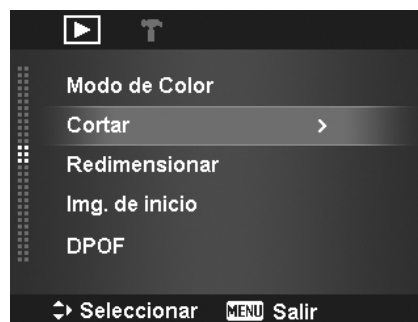 Modo de Color
Cortar
Redimensionar
Img. de inicio
DPOF
Seleccionar MENU Salir